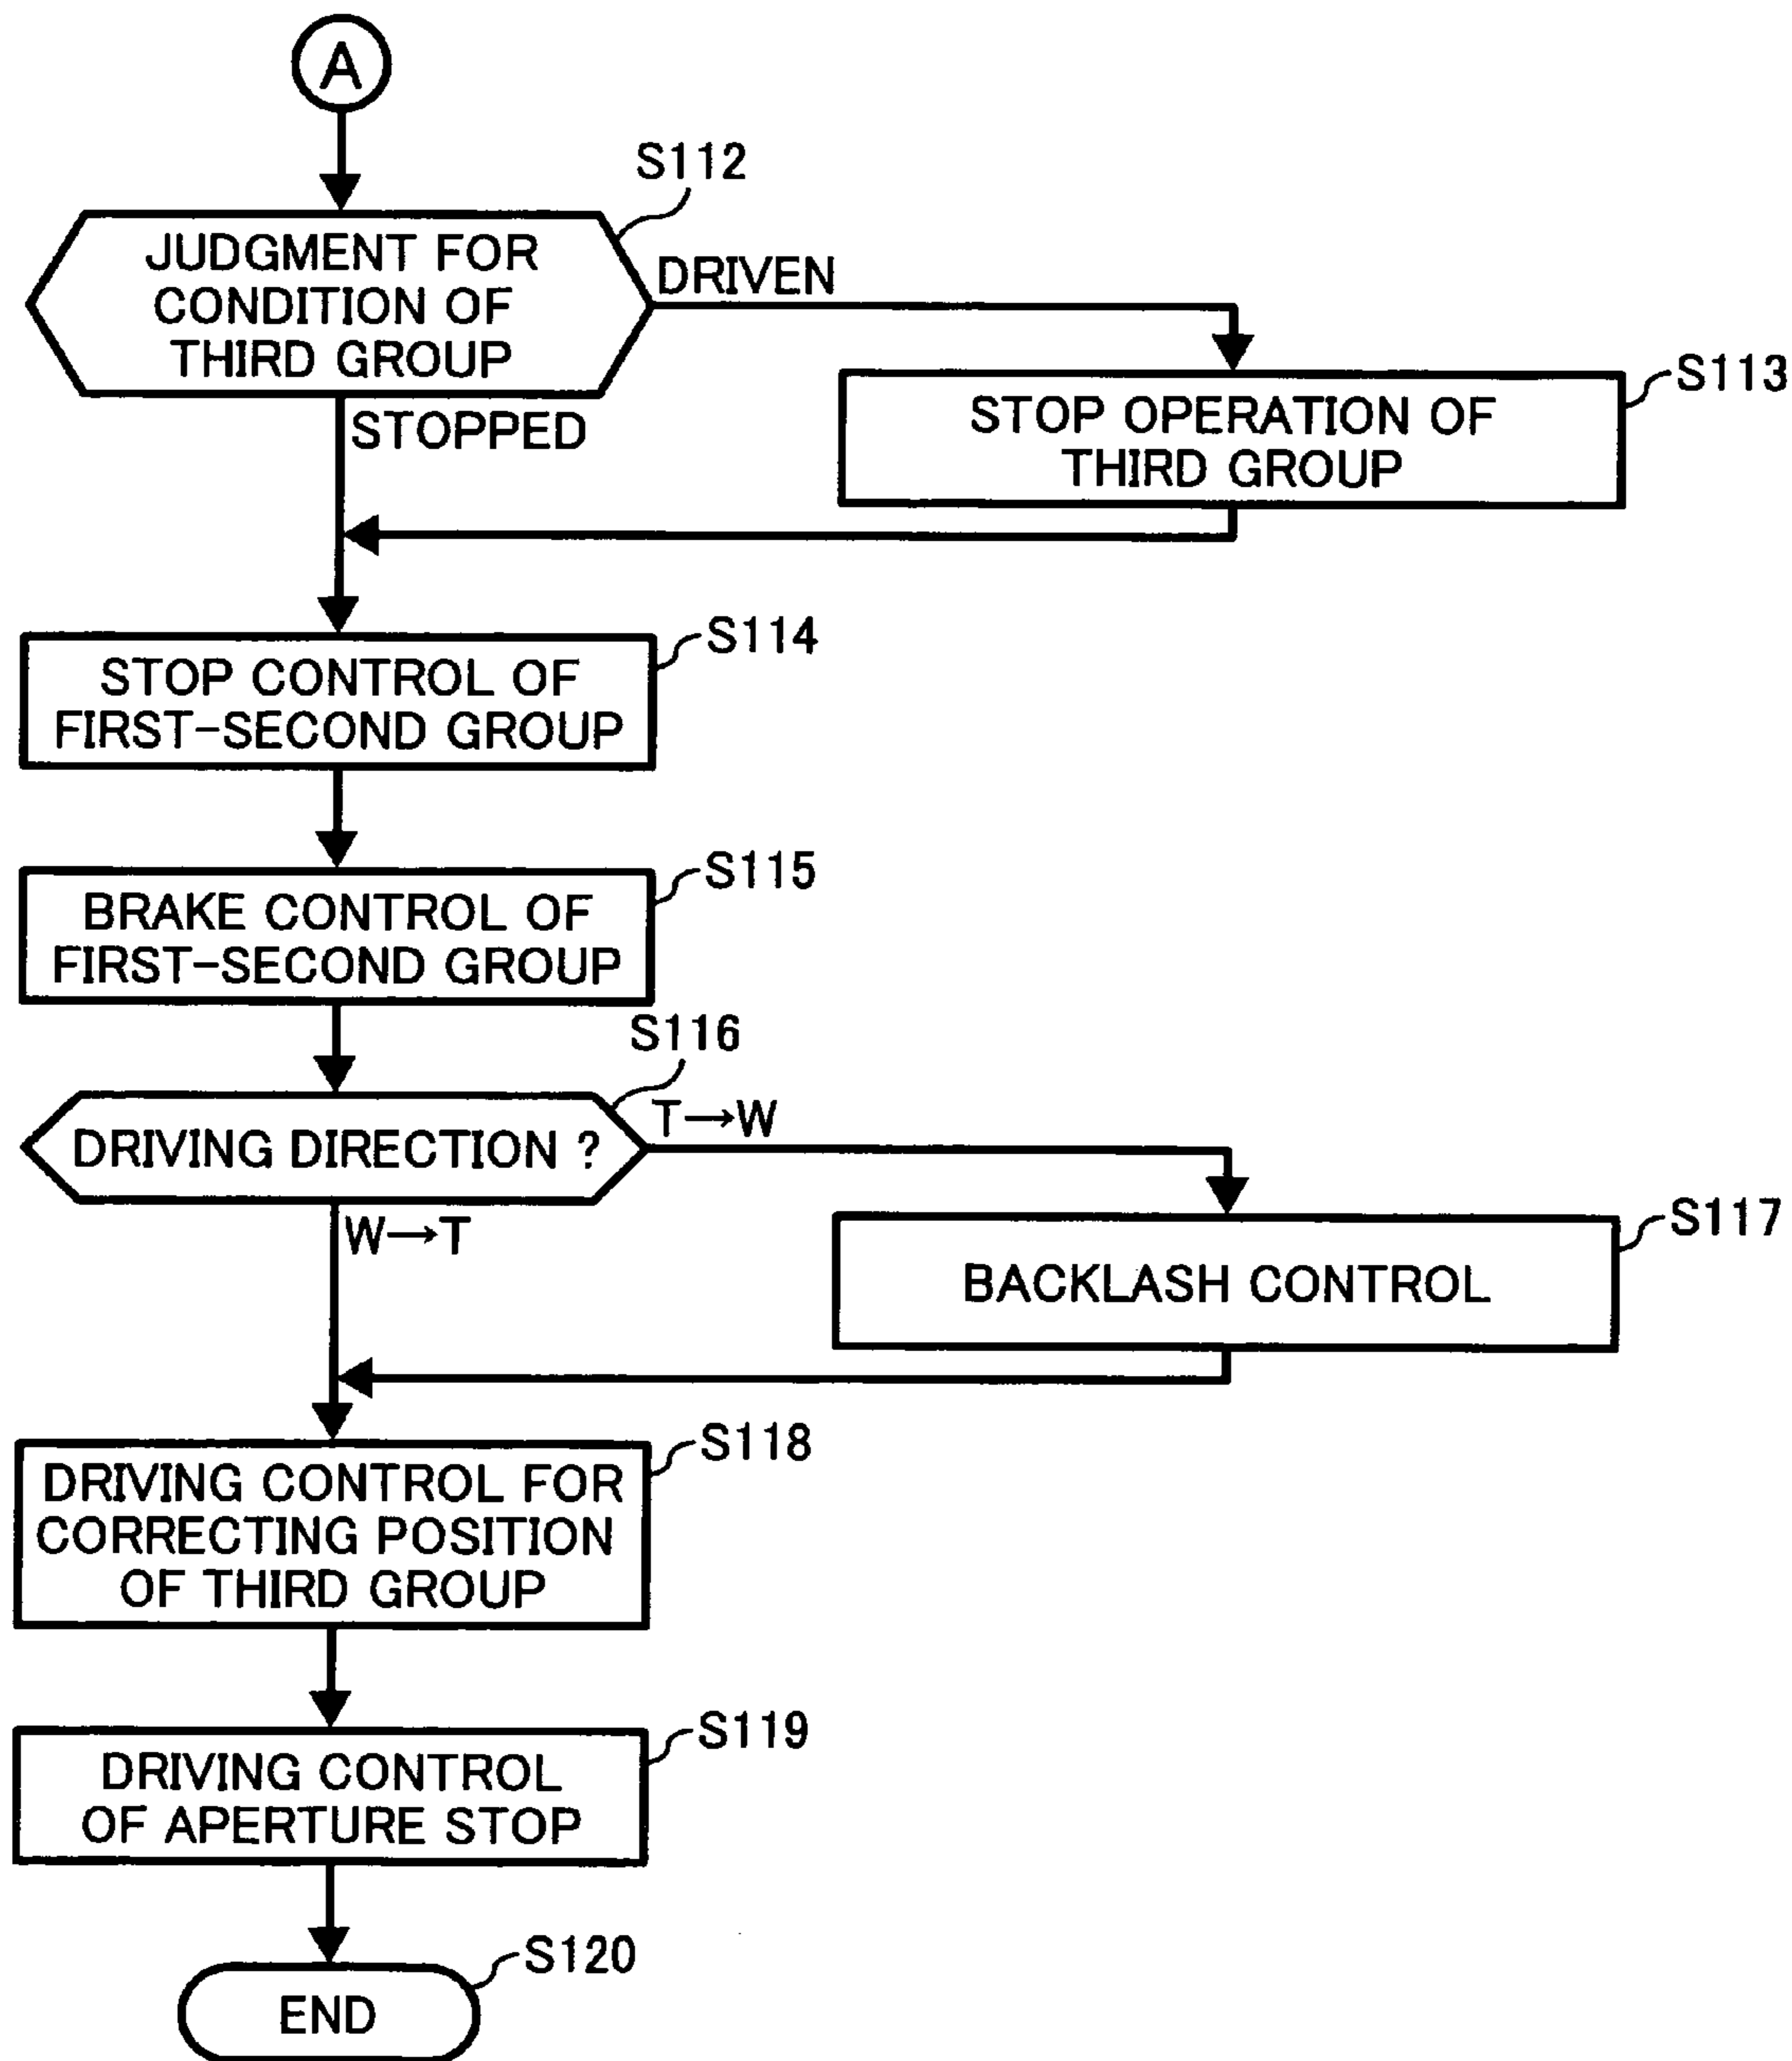 A
S112
JUDGMENT FOR
CONDITION OF
THIRD GROUP
DRIVEN
STOPPED
S113
STOP OPERATION OF
THIRD GROUP
S114
STOP CONTROL OF
FIRST-SECOND GROUP
S115
BRAKE CONTROL OF
FIRST-SECOND GROUP
S116
DRIVING DIRECTION ?
T→W
W→T
S117
BACKLASH CONTROL
S118
DRIVING CONTROL FOR
CORRECTING POSITION
OF THIRD GROUP
S119
DRIVING CONTROL
OF APERTURE STOP
S120
END